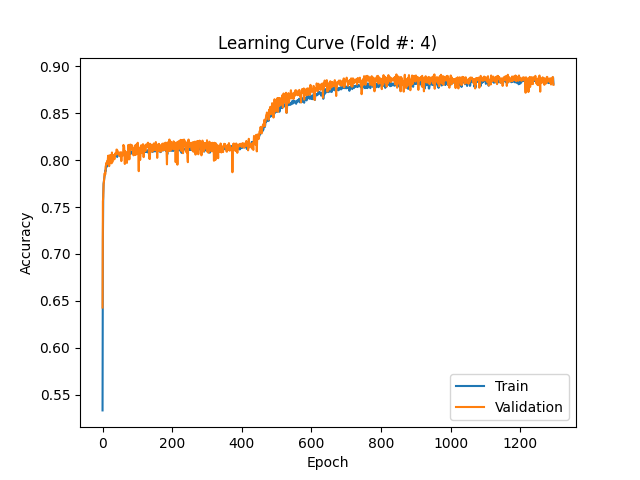 Learning Curve (Fold #: 4)
0.90
0.85
0.80
0.75
0.70
0.65
0.60
0.55
Accuracy
Train
Validation
0 200 400 600 800 1000 1200
Epoch